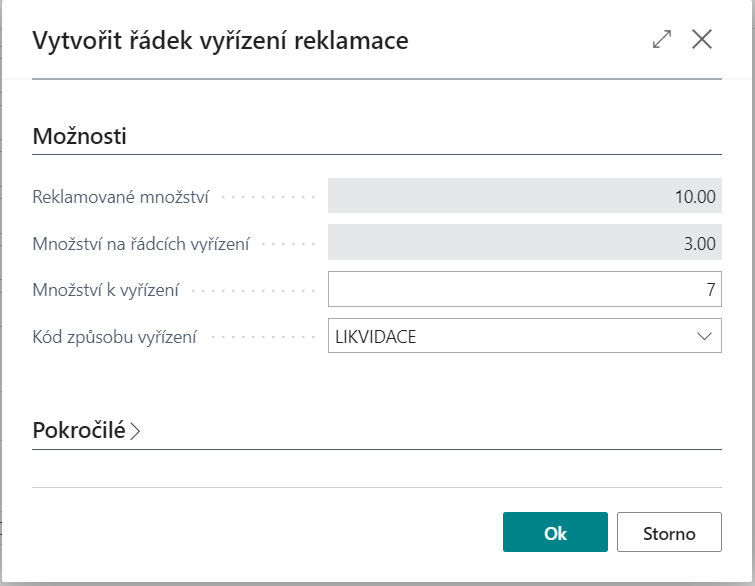 Vytvořit řádek vyřízení reklamace
Možnosti
Reklamované množství 10.00
Množství na řádcích vyřízení 3.00
Množství k vyřízení 7
Kód způsobu vyřízení LIKVIDACE
Pokročilé
Ok Storno